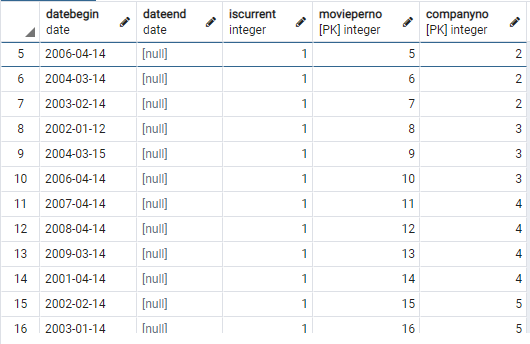 datebegin dateend iscurrent movieperno companyno
date date integer [PK] integer [PK] integer
5 2006-04-14 [null] 1 5 2
6 2004-03-14 [null] 1 6 2
7 2003-02-14 [null] 1 7 2
8 2002-01-12 [null] 1 8 3
9 2004-03-15 [null] 1 9 3
10 2006-04-14 [null] 1 10 3
11 2007-04-14 [null] 1 11 4
12 2008-04-14 [null] 1 12 4
13 2009-03-14 [null] 1 13 4
14 2001-04-14 [null] 1 14 4
15 2002-02-14 [null] 1 15 5
16 2003-01-14 [null] 1 16 5